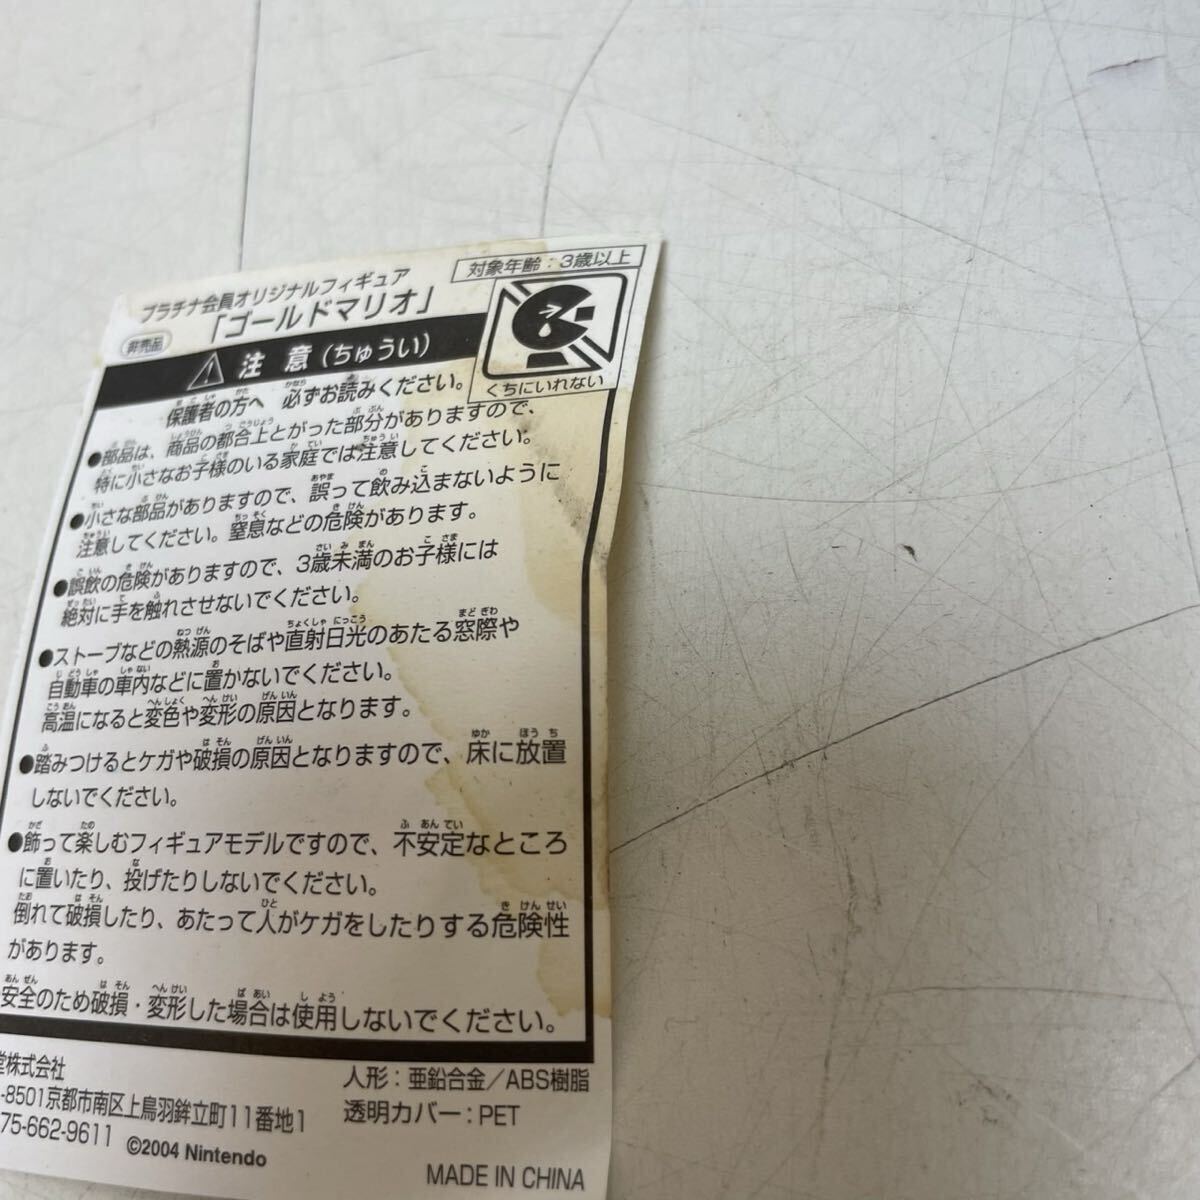 プラチナ会員オリジナルフィギュア
「ゴールドマリオ」
非売品
対象年齢：3歳以上
くちにいれない
注意(ちゅうい)
保護者の方へ 必ずお読みください。
●部品は、商品の都合上とがった部分がありますので、
特に小さなお子様のいる家庭では注意してください。
●小さな部品がありますので、誤って飲み込まないように
注意してください。窒息などの危険があります。
●誤飲の危険がありますので、3歳未満のお子様には
絶対に手を触れさせないでください。
●ストーブなどの熱源のそばや直射日光のあたる窓際や
自動車の車内などに置かないでください。
高温になると変色や変形の原因となります。
●踏みつけるとケガや破損の原因となりますので、床に放置
しないでください。
●飾って楽しむフィギュアモデルですので、不安定なところ
に置いたり、投げたりしないでください。
倒れて破損したり、あたって人がケガをしたりする危険性
があります。
安全のため破損・変形した場合は使用しないでください。
堂株式会社
-8501京都市南区上鳥羽鉾立町11番地1
75-662-9611
©2004 Nintendo
人形：亜鉛合金／ABS樹脂
透明カバー：PET
MADE IN CHINA